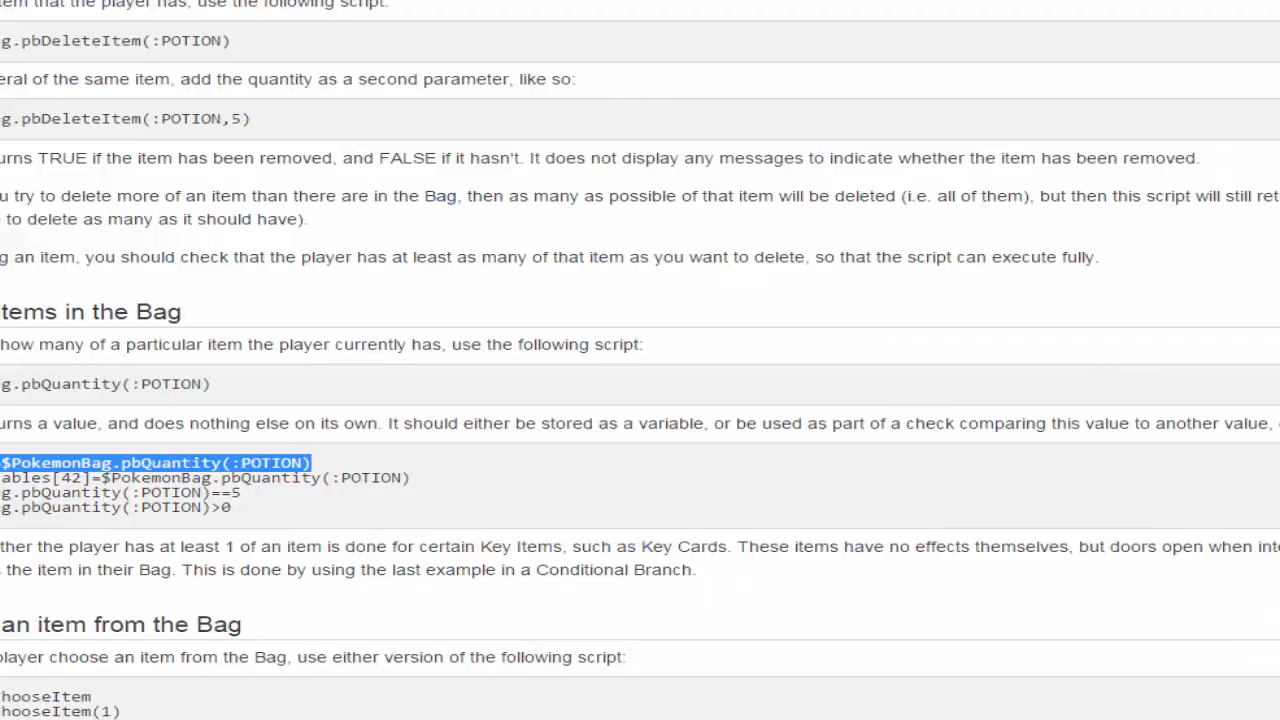 tem that the player has, use the following script:
g.pbDeleteItem(:POTION)
eral of the same item, add the quantity as a second parameter, like so:
g.pbDeleteItem(:POTION,5)
urns TRUE if the item has been removed, and FALSE if it hasn't. It does not display any messages to indicate whether the item has been removed.
u try to delete more of an item than there are in the Bag, then as many as possible of that item will be deleted (i.e. all of them), but then this script will still ret
to delete as many as it should have).
g an item, you should check that the player has at least as many of that item as you want to delete, so that the script can execute fully.
tems in the Bag
how many of a particular item the player currently has, use the following script:
g.pbQuantity(:POTION)
urns a value, and does nothing else on its own. It should either be stored as a variable, or be used as part of a check comparing this value to another value,
$PokemonBag.pbQuantity(:POTION)
ables[42]=$PokemonBag.pbQuantity(:POTION)
g.pbQuantity(:POTION)==5
g.pbQuantity(:POTION)>0
ther the player has at least 1 of an item is done for certain Key Items, such as Key Cards. These items have no effects themselves, but doors open when inte
s the item in their Bag. This is done by using the last example in a Conditional Branch.
an item from the Bag
player choose an item from the Bag, use either version of the following script:
hooseItem
hooseItem(1)